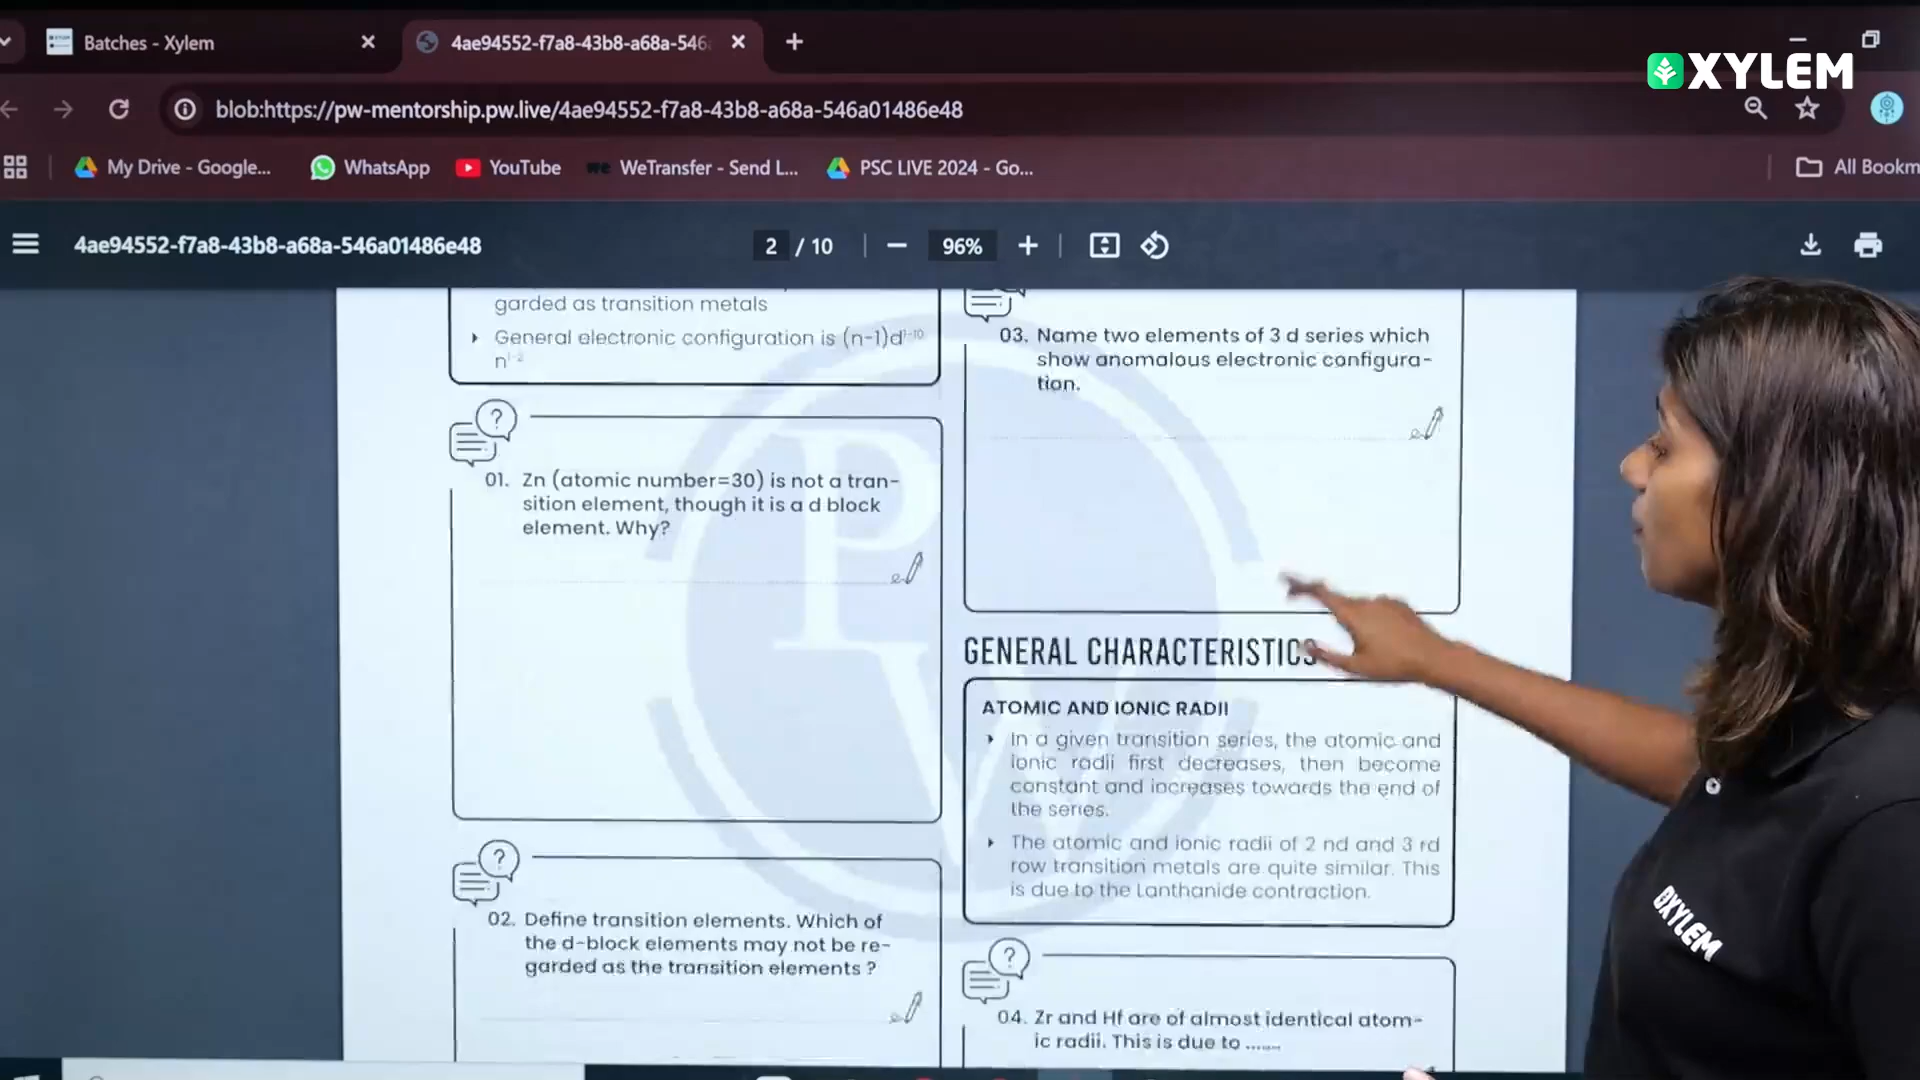 Batches - Xylem
4ae94552-f7a8-43b8-a68a-546
XYLEM
blob:https://pw-mentorship.pw.live/4ae94552-f7a8-43b8-a68a-546a01486e48
My Drive - Google...
WhatsApp
YouTube
WeTransfer - Send L...
PSC LIVE 2024 - Go...
All Bookm
4ae94552-f7a8-43b8-a68a-546a01486e48
2 / 10
96%
garded as transition metals
General electronic configuration is (n-1)d¹⁻¹⁰
n¹⁻²
01. Zn (atomic number=30) is not a tran-
sition element, though it is a d block
element. Why?
02. Define transition elements. Which of
the d-block elements may not be re-
garded as the transition elements ?
03. Name two elements of 3 d series which
show anomalous electronic configura-
tion.
GENERAL CHARACTERISTICS
ATOMIC AND IONIC RADII
In a given transition series, the atomic and
ionic radii first decreases, then become
constant and increases towards the end of
the series.
The atomic and ionic radii of 2 nd and 3 rd
row transition metals are quite similar. This
is due to the Lanthanide contraction.
04. Zr and Hf are of almost identical atom-
ic radii. This is due to .......
PW
XYLEM